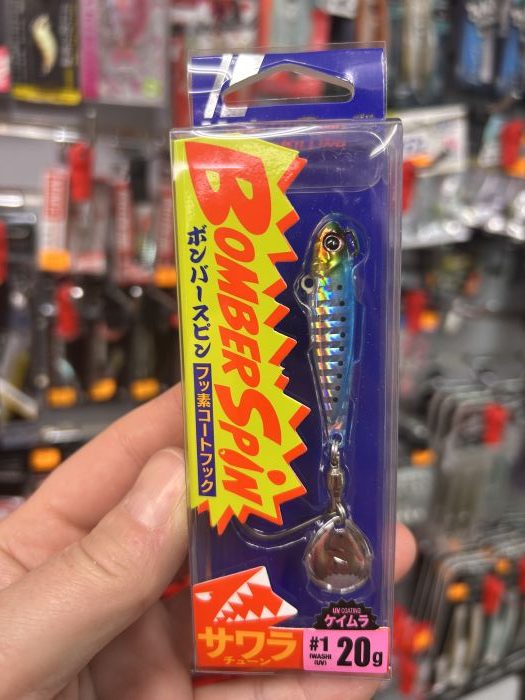 BOMBER SPIN
ボンバースピン
フッ素コートフック
サワラ
チューン
UV COATING
ケイムラ
#1
IWASHI
(UV)
20g